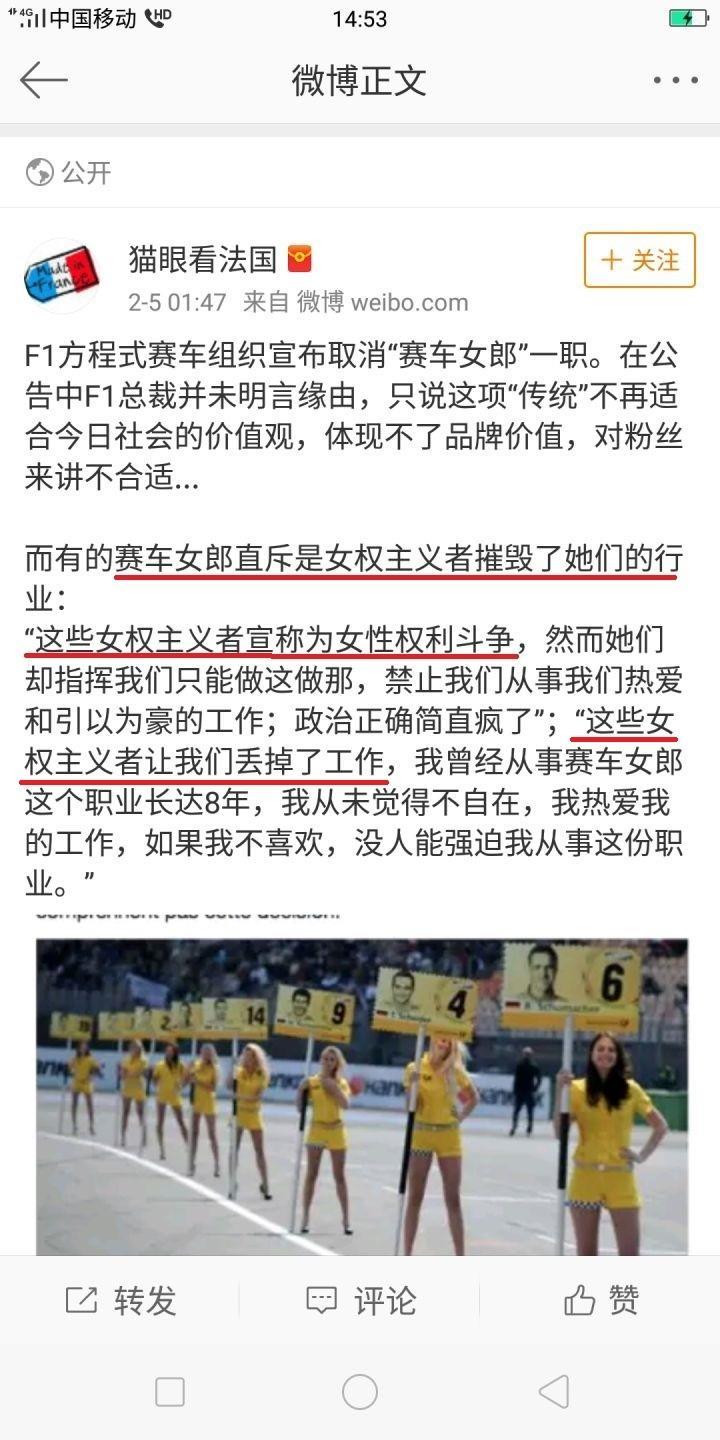 4G 中国移动 HD 14:53
微博正文
公开
Made in France
猫眼看法国
+ 关注
2-5 01:47 来自 微博 weibo.com
F1方程式赛车组织宣布取消“赛车女郎”一职。在公
告中F1总裁并未明言缘由，只说这项“传统”不再适
合今日社会的价值观，体现不了品牌价值，对粉丝
来讲不合适...
而有的赛车女郎直斥是女权主义者摧毁了她们的行
业：
“这些女权主义者宣称为女性权利斗争，然而她们
却指挥我们只能做这做那，禁止我们从事我们热爱
和引以为豪的工作；政治正确简直疯了”；“这些女
权主义者让我们丢掉了工作，我曾经从事赛车女郎
这个职业长达8年，我从未觉得不自在，我热爱我
的工作，如果我不喜欢，没人能强迫我从事这份职
业。”
comprennent pas cette décision.
14 9 4 6
转发 评论 赞